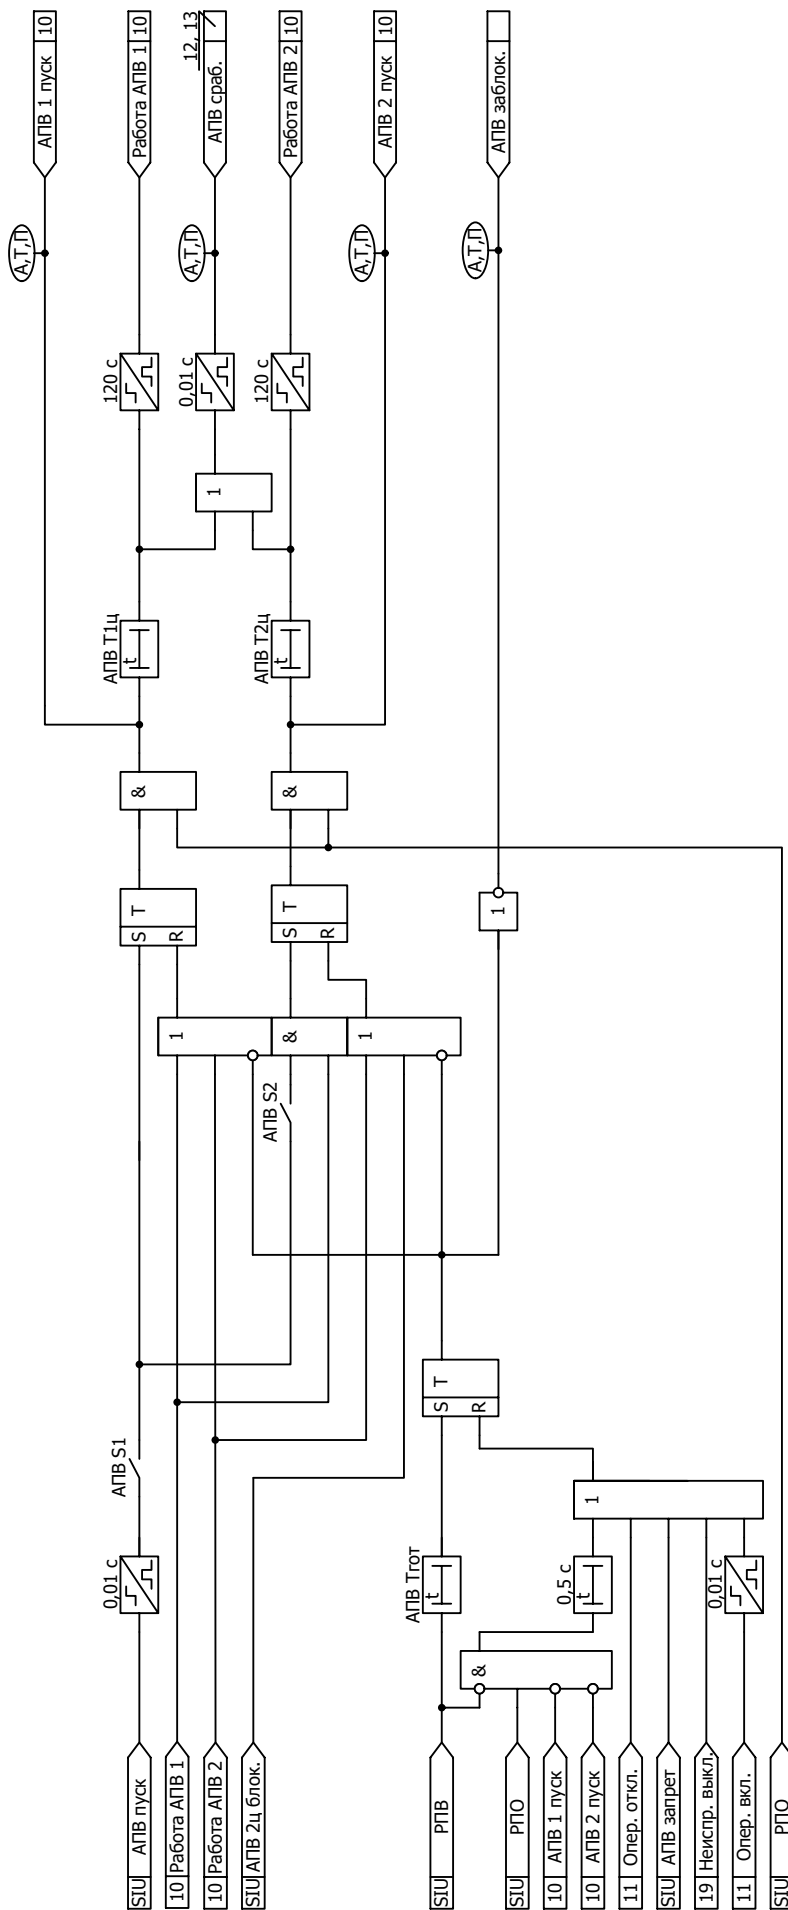 АПВ 1 пуск 10
Работа АПВ 1 10
12, 13
АПВ сраб.
Работа АПВ 2 10
АПВ 2 пуск 10
АПВ заблок.
А,Т,П
А,Т,П
А,Т,П
А,Т,П
120 с
0,01 с
120 с
1
АПВ Т1ц
t
АПВ Т2ц
t
&
&
S T
R
S T
R
1
1
&
1
АПВ S2
АПВ S1
S T
R
0,01 с
АПВ Тгот
t
0,5 с
t
1
0,01 с
&
SIU АПВ пуск
10 Работа АПВ 1
10 Работа АПВ 2
SIU АПВ 2ц блок.
SIU РПВ
SIU РПО
10 АПВ 1 пуск
10 АПВ 2 пуск
11 Опер. откл.
SIU АПВ запрет
19 Неиспр. выкл.
11 Опер. вкл.
SIU РПО